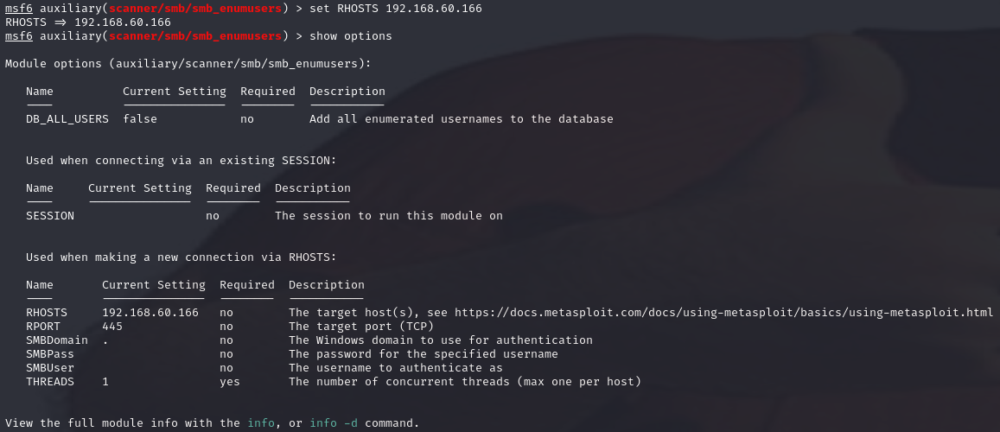 msf6 auxiliary(scanner/smb/smb_enumusers) > set RHOSTS 192.168.60.166
RHOSTS => 192.168.60.166
msf6 auxiliary(scanner/smb/smb_enumusers) > show options

Module options (auxiliary/scanner/smb/smb_enumusers):

   Name          Current Setting  Required  Description
   ----          ---------------  --------  -----------
   DB_ALL_USERS  false            no        Add all enumerated usernames to the database


   Used when connecting via an existing SESSION:

   Name     Current Setting  Required  Description
   ----     ---------------  --------  -----------
   SESSION                   no        The session to run this module on


   Used when making a new connection via RHOSTS:

   Name       Current Setting  Required  Description
   ----       ---------------  --------  -----------
   RHOSTS     192.168.60.166   no        The target host(s), see https://docs.metasploit.com/docs/using-metasploit/basics/using-metasploit.html
   RPORT      445              no        The target port (TCP)
   SMBDomain  .                no        The Windows domain to use for authentication
   SMBPass                     no        The password for the specified username
   SMBUser                     no        The username to authenticate as
   THREADS    1                yes       The number of concurrent threads (max one per host)


View the full module info with the info, or info -d command.